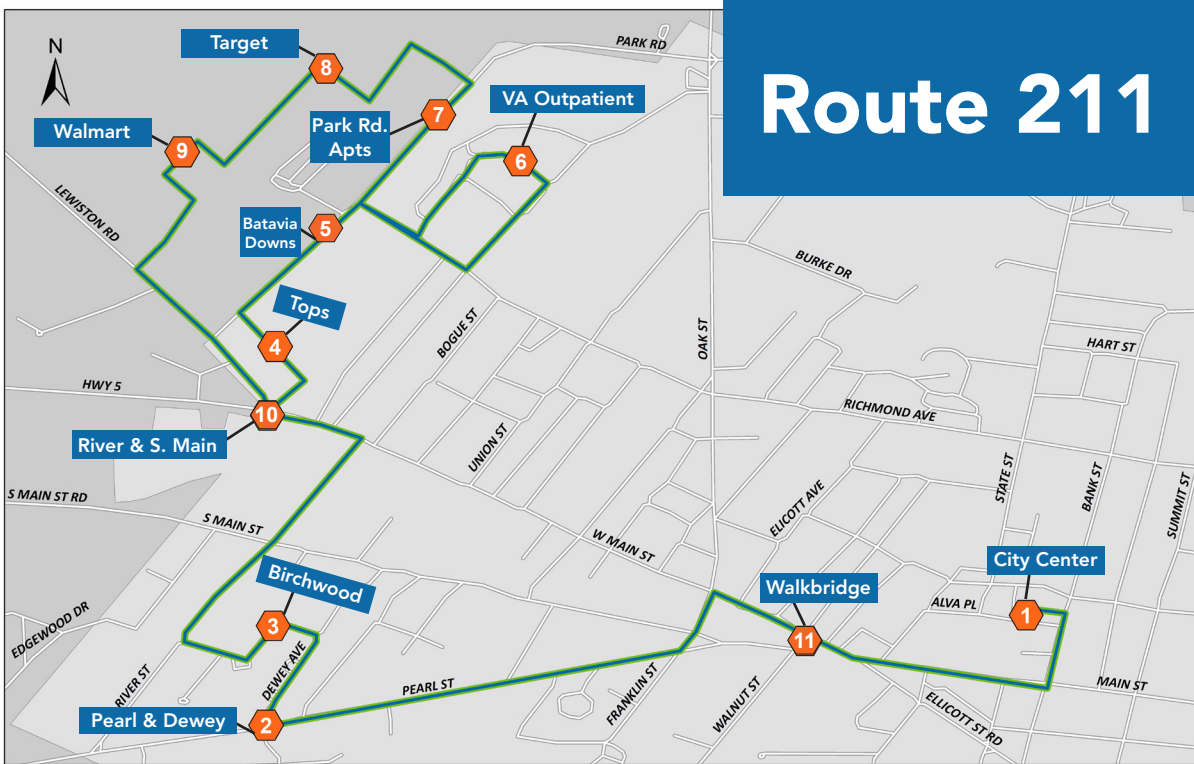 Route 211
N
PARK RD
Target
8
VA Outpatient
7
Park Rd.
Apts
6
Walmart
9
LEWISTON RD
Batavia
Downs
5
BURKE DR
Tops
4
BOGUE ST
OAK ST
HART ST
HWY 5
10
RICHMOND AVE
River & S. Main
UNION ST
STATE ST
BANK ST
SUMMIT ST
S MAIN ST RD
S MAIN ST
ELICOTT AVE
W MAIN ST
City Center
Birchwood
Walkbridge
ALVA PL
1
3
11
EDGEWOOD DR
RIVER ST
DEWEY AVE
PEARL ST
FRANKLIN ST
WALNUT ST
MAIN ST
ELLICOTT ST RD
Pearl & Dewey
2